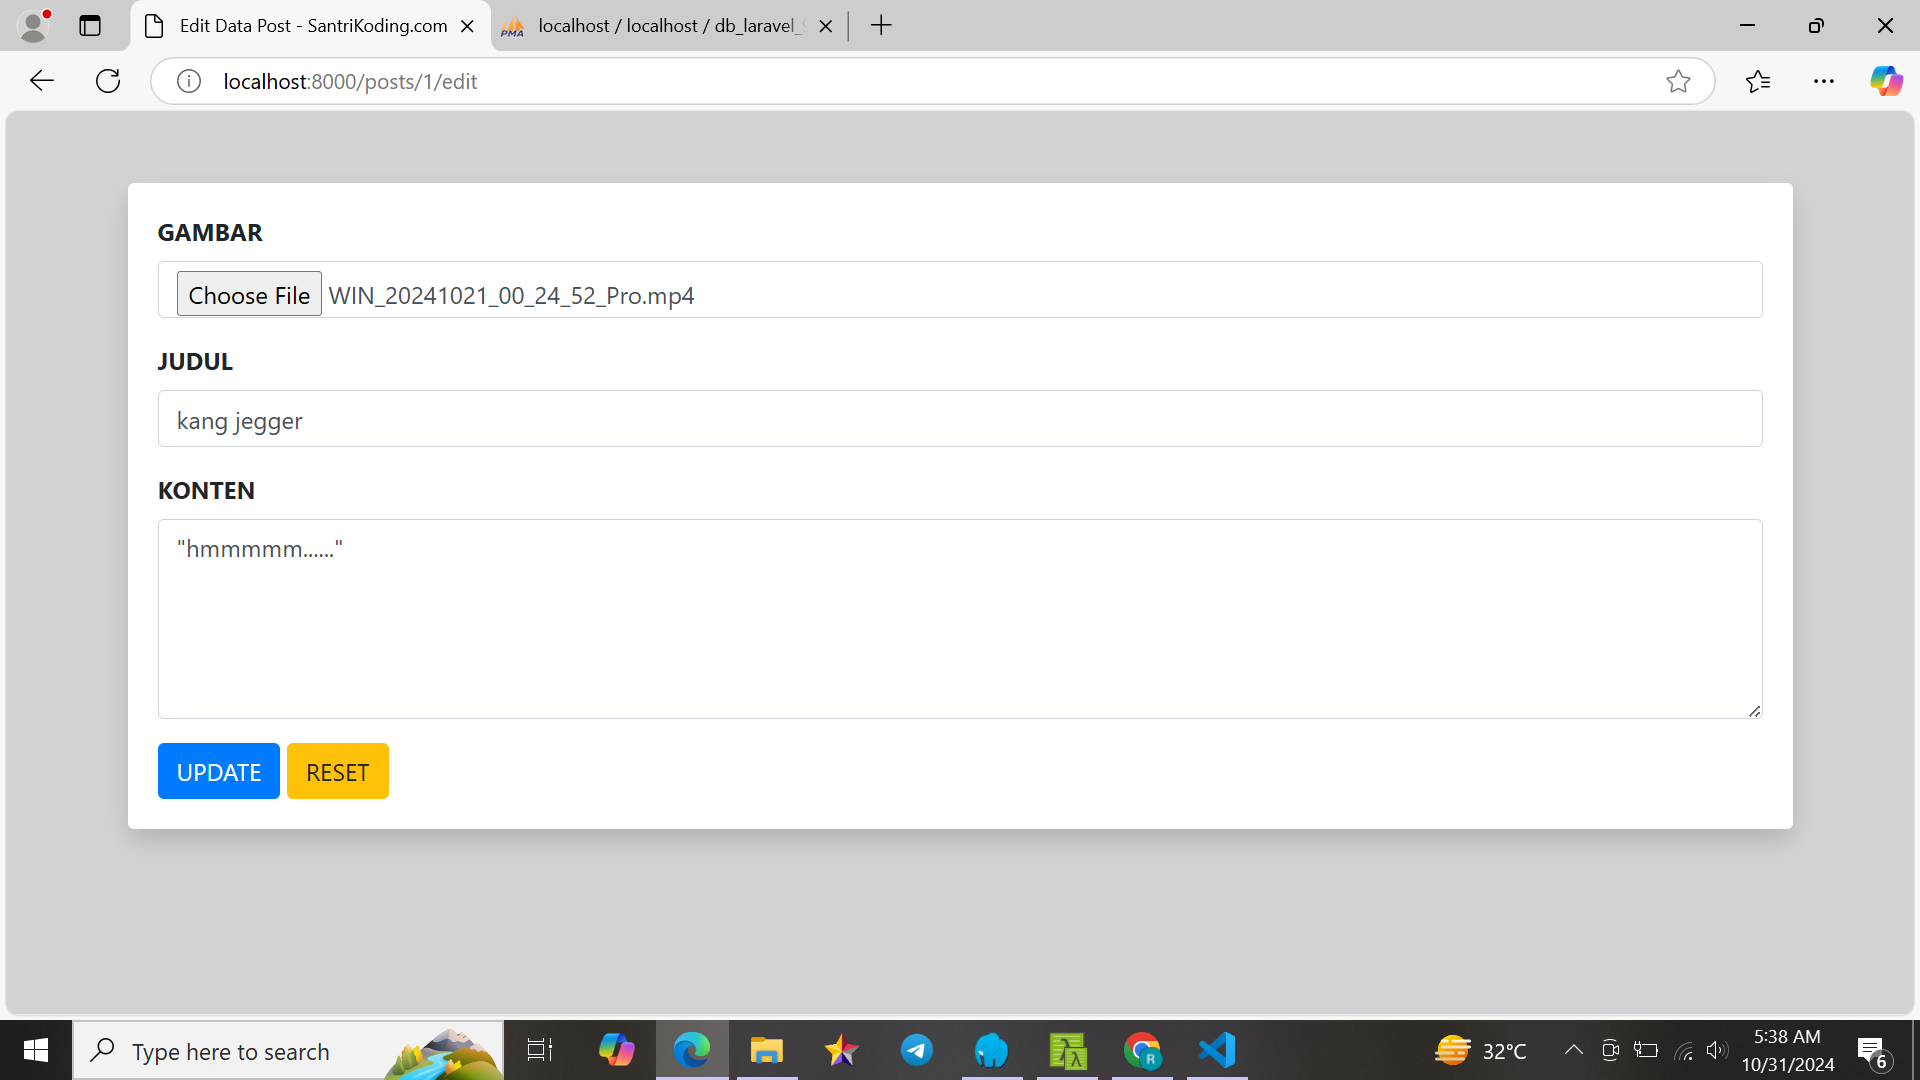 Edit Data Post - SantriKoding.com
localhost / localhost / db_laravel_
localhost:8000/posts/1/edit
GAMBAR
Choose File WIN_20241021_00_24_52_Pro.mp4
JUDUL
kang jegger
KONTEN
"hmmmmm......"
UPDATE RESET
Type here to search
32°C
5:38 AM
10/31/2024
6
PMA
R